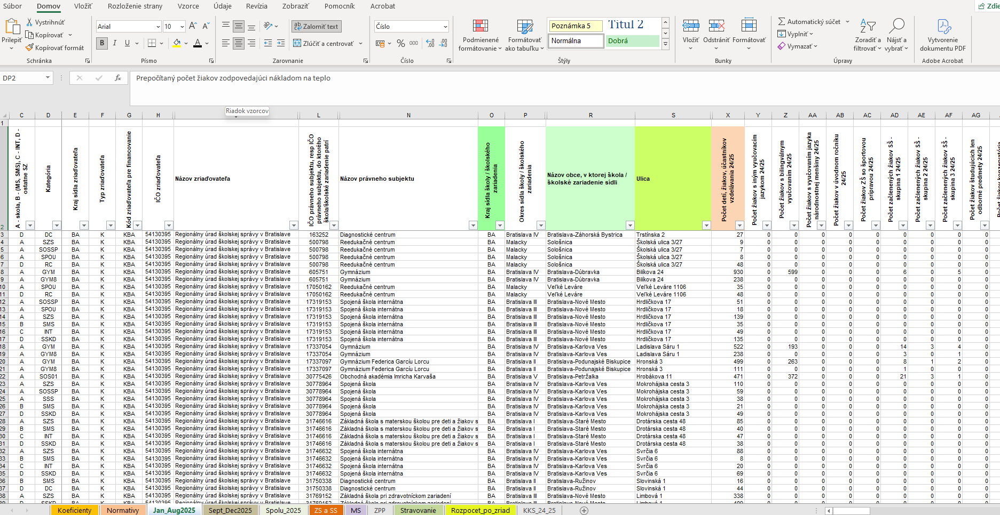 Súbor Domov Vložiť Rozloženie strany Vzorce Údaje Revízia Zobraziť Pomocník Acrobat
Prilepiť Vystrihnúť Kopírovať Kopírovať formát Schránka
Arial 10 B I U Písmo
Zalomiť text Zlúčiť a centrovať Zarovnanie
Číslo % 000 Číslo
Podmienené formátovanie Formátovať ako tabuľku Poznámka 5 Titul 2 Normálna Dobrá Štýly
Vložiť Odstrániť Formátovať Bunky
Automatický súčet Vyplniť Vymazať Zoradiť a filtrovať Nájsť a vybrať Úpravy
Vytvorenie dokumentu PDF Adobe Acrobat
DP2 fx Prepočítaný počet žiakov zodpovedajúci nákladom na teplo
Riadok vzorcov
C D E F G H L N O P R S X Y Z AA AB AC AD AE AF AG
1
2
A - skola, B - (MS, SMS), C - INT, D - ostatne SZ
Kategória
Kraj sídla zriaďovateľa
Typ zriaďovateľa
Kód zriaďovateľa pre financovanie
IČO zriaďovateľa
Názov zriaďovateľa
IČO právneho subjektu, resp IČO právneho subjektu, do ktorého škola/školské zariadenie patrí
Názov právneho subjektu
Kraj sídla školy / školského zariadenia
Okres sídla školy / školského zariadenia
Názov obce, v ktorej škola / školské zariadenie sídli
Ulica
Počet detí, žiakov, účastníkov vzdelávania 24/25
Počet žiakov s iným vyučovacím jazykom 24/25
Počet žiakov s bilingválnym vyučovaním 24/25
Počet žiakov s vyučovaním jazyka národnostnej menšiny 24/25
Počet žiakov v úvodnom ročníku 24/25
Počet žiakov ZŠ so športovou prípravou 24/25
Počet začlenených žiakov SŠ - skupina 1 24/25
Počet začlenených žiakov SŠ - skupina 2 24/25
Počet začlenených žiakov SŠ - skupina 3 24/25
Počet žiakov študujúcich len odborné predmety 24/25
3 D DC BA K KBA 54130395 Regionálny úrad školskej správy v Bratislave 163252 Diagnostické centrum BA Bratislava IV Bratislava-Záhorská Bystrica Trstínska 2 27 0 0 0 0 0 0 0 0 0
4 A SZS BA K KBA 54130395 Regionálny úrad školskej správy v Bratislave 500798 Reedukačné centrum BA Malacky Sološnica Školská ulica 3/27 9 0 0 0 0 0 0 0 0 0
5 A SOSSP BA K KBA 54130395 Regionálny úrad školskej správy v Bratislave 500798 Reedukačné centrum BA Malacky Sološnica Školská ulica 3/27 7 0 0 0 0 0 0 0 0 0
6 A SPOU BA K KBA 54130395 Regionálny úrad školskej správy v Bratislave 500798 Reedukačné centrum BA Malacky Sološnica Školská ulica 3/27 8 0 0 0 0 0 0 0 0 0
7 D RC BA K KBA 54130395 Regionálny úrad školskej správy v Bratislave 500798 Reedukačné centrum BA Malacky Sološnica Školská ulica 3/27 48 0 0 0 0 0 0 0 0 0
8 A GYM BA K KBA 54130395 Regionálny úrad školskej správy v Bratislave 605751 Gymnázium BA Bratislava IV Bratislava-Dúbravka Bilíkova 24 930 0 599 0 0 0 6 0 5 0
9 A GYM8 BA K KBA 54130395 Regionálny úrad školskej správy v Bratislave 605751 Gymnázium BA Bratislava IV Bratislava-Dúbravka Bilíkova 24 238 0 0 0 0 0 0 0 0 0
10 A SPOU BA K KBA 54130395 Regionálny úrad školskej správy v Bratislave 17050162 Reedukačné centrum BA Malacky Veľké Leváre Veľké Leváre 1106 35 0 0 0 0 0 0 0 0 0
11 D RC BA K KBA 54130395 Regionálny úrad školskej správy v Bratislave 17050162 Reedukačné centrum BA Malacky Veľké Leváre Veľké Leváre 1106 48 0 0 0 0 0 0 0 0 0
12 A SOSSP BA K KBA 54130395 Regionálny úrad školskej správy v Bratislave 17319153 Spojená škola internátna BA Bratislava III Bratislava-Nové Mesto Hrdličkova 17 51 0 0 0 0 0 0 0 0 0
13 A SPOU BA K KBA 54130395 Regionálny úrad školskej správy v Bratislave 17319153 Spojená škola internátna BA Bratislava III Bratislava-Nové Mesto Hrdličkova 17 18 0 0 0 0 0 0 0 0 0
14 A SZS BA K KBA 54130395 Regionálny úrad školskej správy v Bratislave 17319153 Spojená škola internátna BA Bratislava III Bratislava-Nové Mesto Hrdličkova 17 139 0 0 0 0 0 0 0 0 0
15 B SMS BA K KBA 54130395 Regionálny úrad školskej správy v Bratislave 17319153 Spojená škola internátna BA Bratislava III Bratislava-Nové Mesto Hrdličkova 17 35 0 0 0 0 0 0 0 0 0
16 C INT BA K KBA 54130395 Regionálny úrad školskej správy v Bratislave 17319153 Spojená škola internátna BA Bratislava III Bratislava-Nové Mesto Hrdličkova 17 49 0 0 0 0 0 0 0 0 0
17 D SSKD BA K KBA 54130395 Regionálny úrad školskej správy v Bratislave 17319153 Spojená škola internátna BA Bratislava III Bratislava-Nové Mesto Hrdličkova 17 135 0 0 0 0 0 0 0 0 0
18 A GYM BA K KBA 54130395 Regionálny úrad školskej správy v Bratislave 17337054 Gymnázium BA Bratislava IV Bratislava-Karlova Ves Ladislava Sáru 1 522 0 193 0 0 0 14 3 4 0
19 A GYM8 BA K KBA 54130395 Regionálny úrad školskej správy v Bratislave 17337054 Gymnázium BA Bratislava IV Bratislava-Karlova Ves Ladislava Sáru 1 238 0 0 0 0 0 3 0 1 0
20 A GYM BA K KBA 54130395 Regionálny úrad školskej správy v Bratislave 17337097 Gymnázium Federica Garcíu Lorcu BA Bratislava II Bratislava-Podunajské Biskupice Hronská 3 499 0 263 0 0 0 8 1 2 0
21 A GYM8 BA K KBA 54130395 Regionálny úrad školskej správy v Bratislave 17337097 Gymnázium Federica Garcíu Lorcu BA Bratislava II Bratislava-Podunajské Biskupice Hronská 3 111 0 0 0 0 0 1 0 0 0
22 A SOS01 BA K KBA 54130395 Regionálny úrad školskej správy v Bratislave 30775426 Obchodná akadémia Imricha Karvaša BA Bratislava V Bratislava-Petržalka Hrobákova 11 471 0 372 0 0 0 21 3 1 0
23 A SZS BA K KBA 54130395 Regionálny úrad školskej správy v Bratislave 30778964 Spojená škola BA Bratislava IV Bratislava-Karlova Ves Mokrohájska cesta 3 110 0 0 0 0 0 0 0 0 0
24 A SOSSP BA K KBA 54130395 Regionálny úrad školskej správy v Bratislave 30778964 Spojená škola BA Bratislava IV Bratislava-Karlova Ves Mokrohájska cesta 3 59 0 0 0 0 0 0 0 0 0
25 A SSS BA K KBA 54130395 Regionálny úrad školskej správy v Bratislave 30778964 Spojená škola BA Bratislava IV Bratislava-Karlova Ves Mokrohájska cesta 3 38 0 0 0 0 0 0 0 0 0
26 B SMS BA K KBA 54130395 Regionálny úrad školskej správy v Bratislave 30778964 Spojená škola BA Bratislava IV Bratislava-Karlova Ves Mokrohájska cesta 3 21 0 0 0 0 0 0 0 0 0
27 D SSKD BA K KBA 54130395 Regionálny úrad školskej správy v Bratislave 30778964 Spojená škola BA Bratislava IV Bratislava-Karlova Ves Mokrohájska cesta 3 49 0 0 0 0 0 0 0 0 0
28 A SZS BA K KBA 54130395 Regionálny úrad školskej správy v Bratislave 31746616 Základná škola s materskou školou pre deti a žiakov s BA Bratislava I Bratislava-Staré Mesto Drotárska cesta 48 85 0 0 0 0 0 0 0 0 0
29 B SMS BA K KBA 54130395 Regionálny úrad školskej správy v Bratislave 31746616 Základná škola s materskou školou pre deti a žiakov s BA Bratislava I Bratislava-Staré Mesto Drotárska cesta 48 40 0 0 0 0 0 0 0 0 0
30 C INT BA K KBA 54130395 Regionálny úrad školskej správy v Bratislave 31746616 Základná škola s materskou školou pre deti a žiakov s BA Bratislava I Bratislava-Staré Mesto Drotárska cesta 48 47 0 0 0 0 0 0 0 0 0
31 D SSKD BA K KBA 54130395 Regionálny úrad školskej správy v Bratislave 31746616 Základná škola s materskou školou pre deti a žiakov s BA Bratislava I Bratislava-Staré Mesto Drotárska cesta 48 38 0 0 0 0 0 0 0 0 0
32 A SZS BA K KBA 54130395 Regionálny úrad školskej správy v Bratislave 31746632 Spojená škola internátna BA Bratislava IV Bratislava-Karlova Ves Svrčia 6 88 0 0 0 0 0 0 0 0 0
33 B SMS BA K KBA 54130395 Regionálny úrad školskej správy v Bratislave 31746632 Spojená škola internátna BA Bratislava IV Bratislava-Karlova Ves Svrčia 6 8 0 0 0 0 0 0 0 0 0
34 C INT BA K KBA 54130395 Regionálny úrad školskej správy v Bratislave 31746632 Spojená škola internátna BA Bratislava IV Bratislava-Karlova Ves Svrčia 6 20 0 0 0 0 0 0 0 0 0
35 D SSKD BA K KBA 54130395 Regionálny úrad školskej správy v Bratislave 31746632 Spojená škola internátna BA Bratislava IV Bratislava-Karlova Ves Svrčia 6 69 0 0 0 0 0 0 0 0 0
36 B SMS BA K KBA 54130395 Regionálny úrad školskej správy v Bratislave 31750338 Diagnostické centrum BA Bratislava II Bratislava-Ružinov Slovinská 1 16 0 0 0 0 0 0 0 0 0
37 D DC BA K KBA 54130395 Regionálny úrad školskej správy v Bratislave 31750338 Diagnostické centrum BA Bratislava II Bratislava-Ružinov Slovinská 1 44 0 0 0 0 0 0 0 0 0
38 A SZS BA K KBA 54130395 Regionálny úrad školskej správy v Bratislave 31769152 Základná škola pri zdravotníckom zariadení BA Bratislava III Bratislava-Nové Mesto Limbová 1 338 0 0 0 0 0 0 0 0 0
Koeficienty Normativy Jan_Aug2025 Sept_Dec2025 Spolu_2025 ZS a SS MS ZPP Stravovanie Rozpocet_po_zriad KKS_24_25